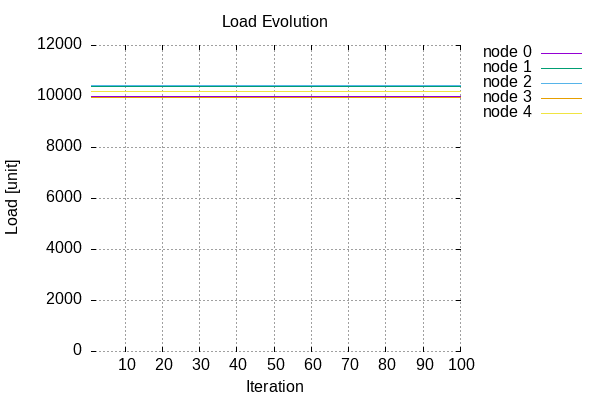 Load Evolution
12000
10000
8000
6000
4000
2000
0
Load [unit]
10 20 30 40 50 60 70 80 90 100
Iteration
node 0
node 1
node 2
node 3
node 4